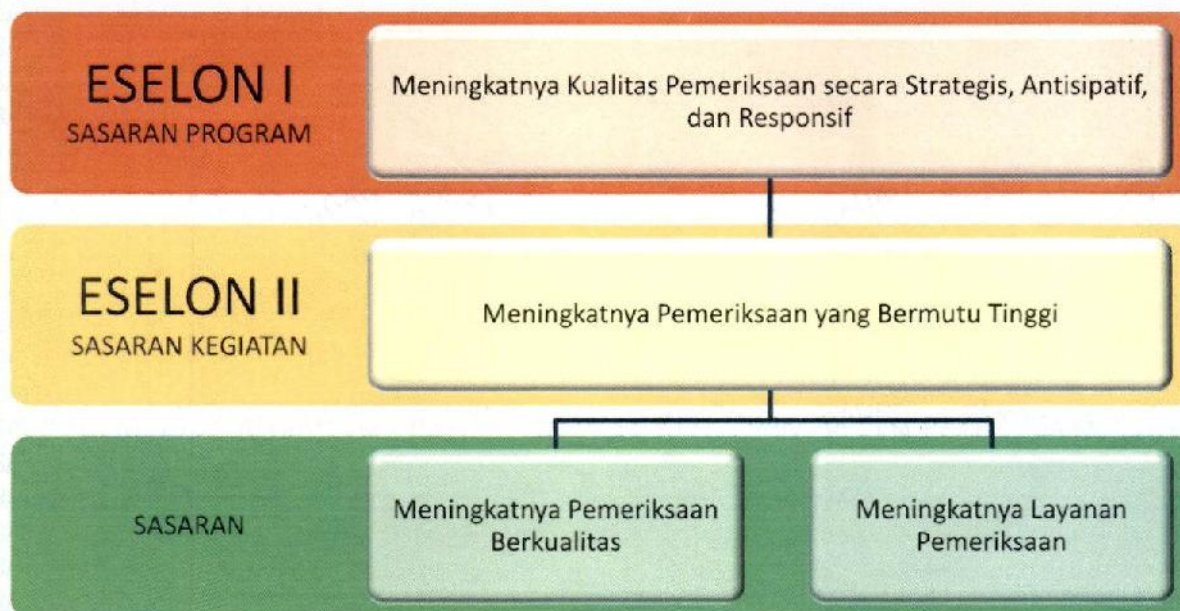 ESELON I
SASARAN PROGRAM
Meningkatnya Kualitas Pemeriksaan secara Strategis, Antisipatif,
dan Responsif
ESELON II
SASARAN KEGIATAN
Meningkatnya Pemeriksaan yang Bermutu Tinggi
SASARAN
Meningkatnya Pemeriksaan
Berkualitas
Meningkatnya Layanan
Pemeriksaan